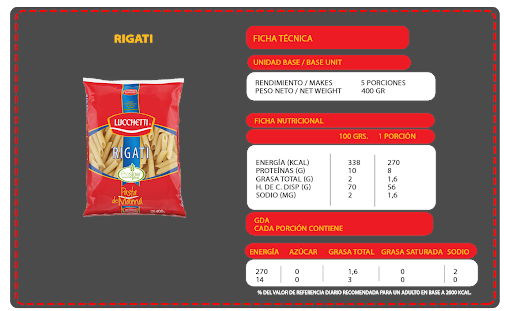 RIGATI
LUCCHETTI
RIGATI
Pasta
de Mamá
FICHA TÉCNICA
UNIDAD BASE / BASE UNIT
RENDIMIENTO / MAKES 5 PORCIONES
PESO NETO / NET WEIGHT 400 GR
FICHA NUTRICIONAL
100 GRS. 1 PORCIÓN
ENERGÍA (KCAL) 338 270
PROTEÍNAS (G) 10 8
GRASA TOTAL (G) 2 1,6
H. DE C. DISP (G) 70 56
SODIO (MG) 2 1,6
GDA
CADA PORCIÓN CONTIENE
ENERGÍA AZÚCAR GRASA TOTAL GRASA SATURADA SODIO
270 0 1,6 0 2
14 0 3 0
% DEL VALOR DE REFERENCIA DIARIO RECOMENDADA PARA UN ADULTO EN BASE A 2000 KCAL.